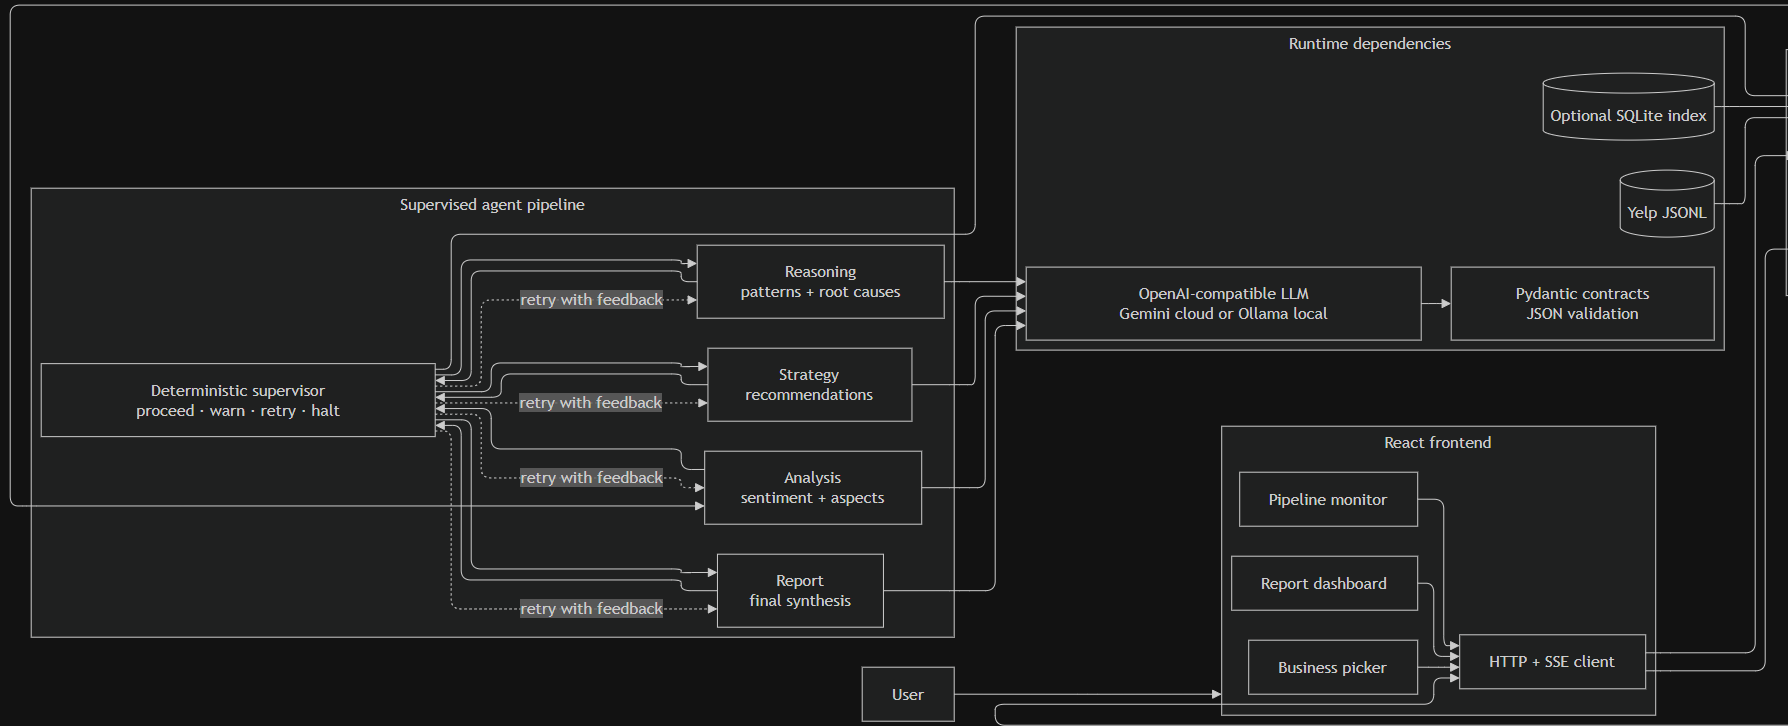 Runtime dependencies
Optional SQLite index
Yelp JSONL
OpenAI-compatible LLM
Gemini cloud or Ollama local
Pydantic contracts
JSON validation
Supervised agent pipeline
Reasoning
patterns + root causes
retry with feedback
Deterministic supervisor
proceed · warn · retry · halt
Strategy
recommendations
retry with feedback
Analysis
sentiment + aspects
retry with feedback
Report
final synthesis
retry with feedback
React frontend
Pipeline monitor
Report dashboard
Business picker
HTTP + SSE client
User